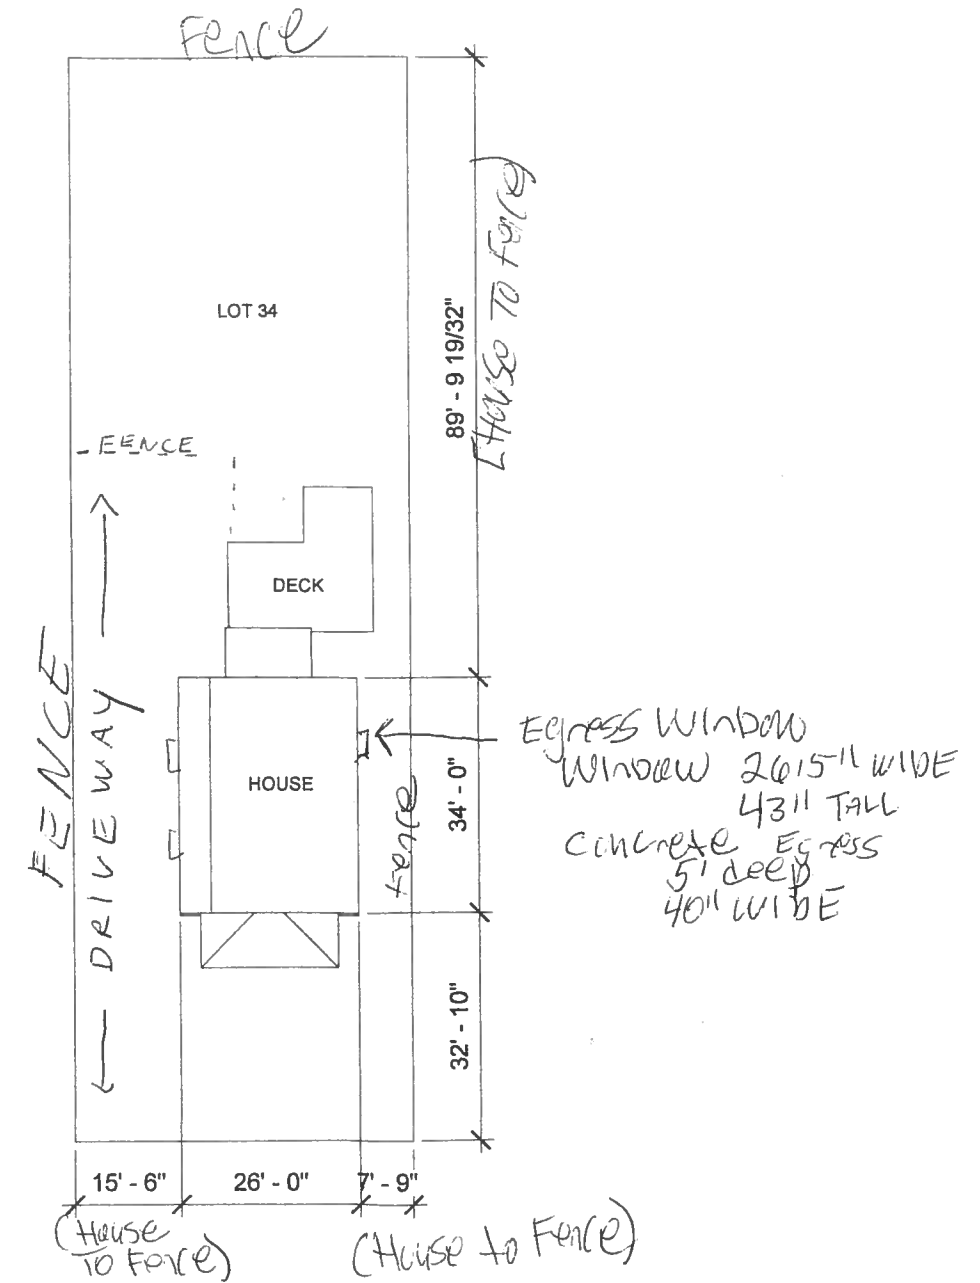 Fence
LOT 34
89' - 9 19/32"
(House To Fence)
- FENCE
DECK
FENCE
DRIVEWAY
HOUSE
34' - 0"
Fence
Egress Window
Window 26.5" WIDE
43" TALL
Concrete Egress
5' deep
40" WIDE
32' - 10"
15' - 6"
26' - 0"
7' - 9"
(House
To Fence)
(House to Fence)